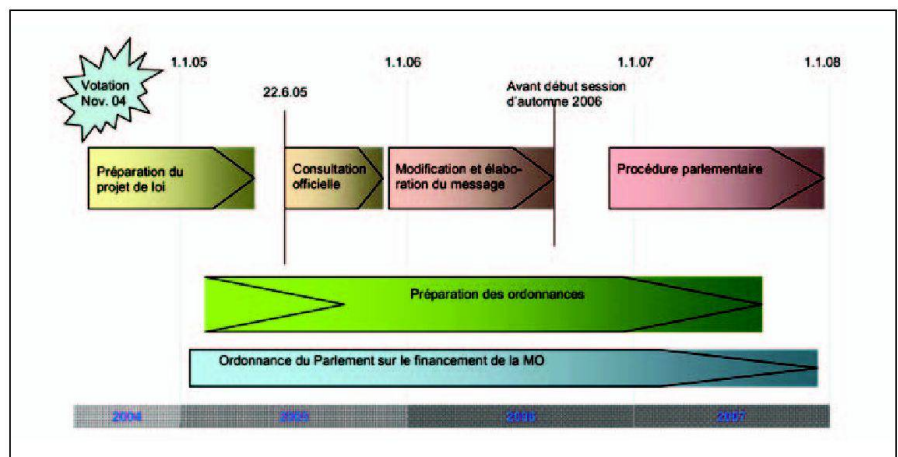 Votation
Nov. 04
1.1.05
1.1.06
1.1.07
1.1.08
22.6.05
Avant début session
d'automne 2006
Préparation du
projet de loi
Consultation
officielle
Modification et élabo-
ration du message
Procédure parlementaire
Préparation des ordonnances
Ordonnance du Parlement sur le financement de la MO
2004
2005
2006
2007